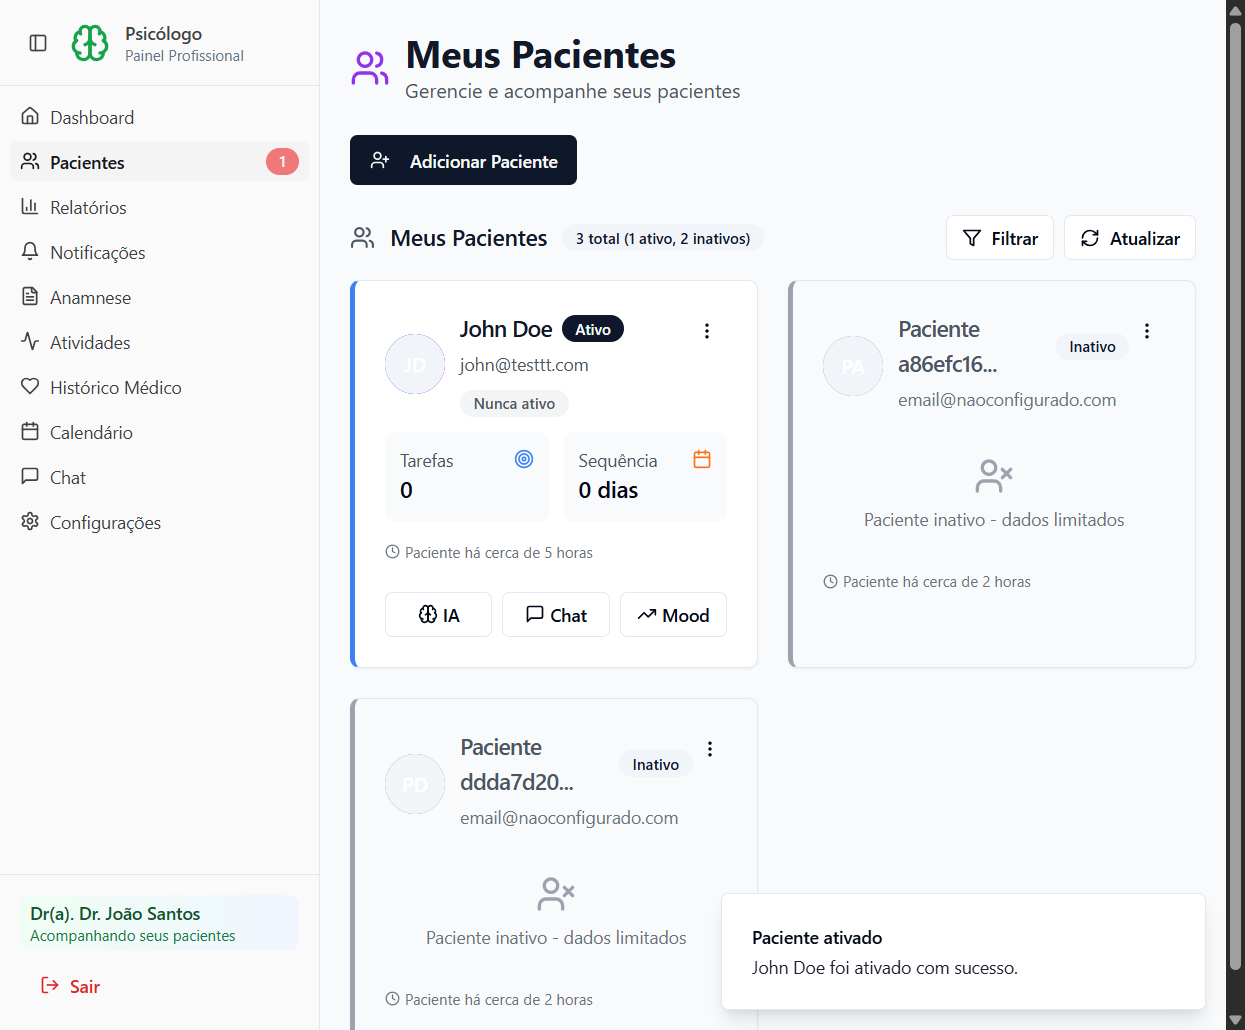 Psicólogo
Painel Profissional
Dashboard
Pacientes
1
Relatórios
Notificações
Anamnese
Atividades
Histórico Médico
Calendário
Chat
Configurações
Dr(a). Dr. João Santos
Acompanhando seus pacientes
Sair
Meus Pacientes
Gerencie e acompanhe seus pacientes
Adicionar Paciente
Meus Pacientes
3 total (1 ativo, 2 inativos)
Filtrar
Atualizar
JD
John Doe
Ativo
john@testtt.com
Nunca ativo
Tarefas
0
Sequência
0 dias
Paciente há cerca de 5 horas
IA
Chat
Mood
PA
Paciente
a86efc16...
Inativo
email@naoconfigurado.com
Paciente inativo - dados limitados
Paciente há cerca de 2 horas
PD
Paciente
ddda7d20...
Inativo
email@naoconfigurado.com
Paciente inativo - dados limitados
Paciente há cerca de 2 horas
Paciente ativado
John Doe foi ativado com sucesso.